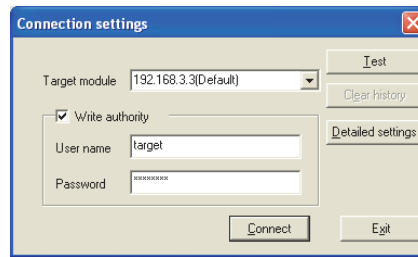 Connection settings
Test
Target module 192.168.3.3(Default)
Clear history
Write authority
Detailed settings
User name target
Password ********
Connect Exit